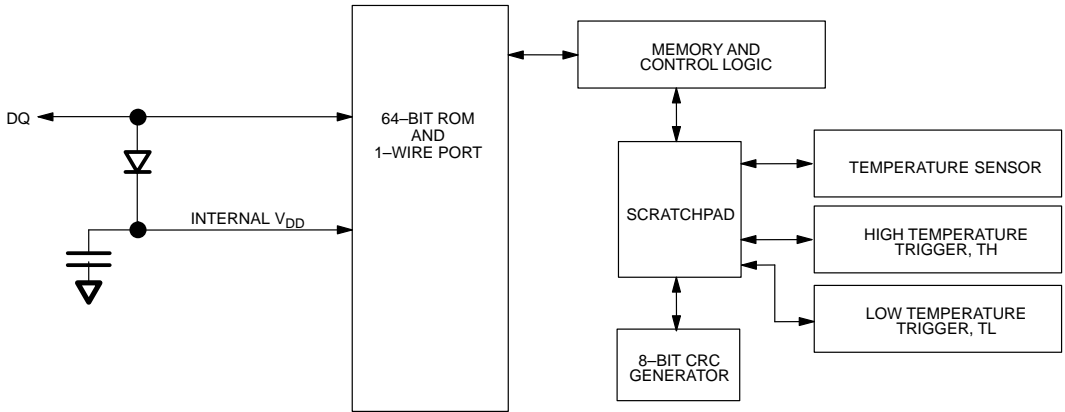 DQ
INTERNAL VDD
64–BIT ROM
AND
1–WIRE PORT
MEMORY AND
CONTROL LOGIC
SCRATCHPAD
8–BIT CRC
GENERATOR
TEMPERATURE SENSOR
HIGH TEMPERATURE
TRIGGER, TH
LOW TEMPERATURE
TRIGGER, TL